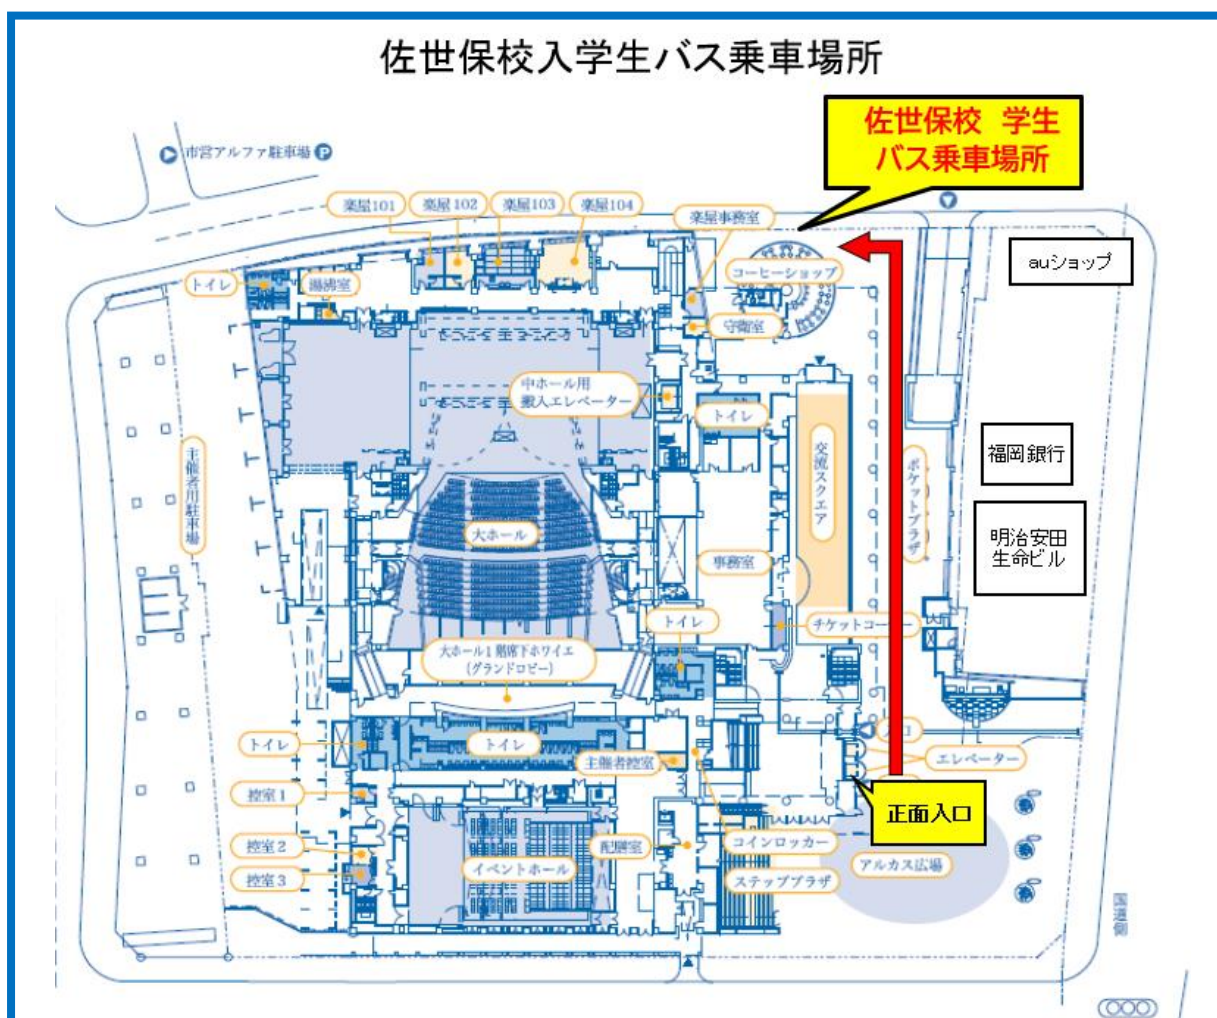 佐世保校入学生バス乗車場所
佐世保校 学生
バス乗車場所
市営アルファ駐車場 P
楽屋101
楽屋102
楽屋103
楽屋104
楽屋事務室
auショップ
トイレ
湯沸室
コーヒーショップ
守衛室
中ホール用
搬入エレベーター
トイレ
主催者用駐車場
交流スクエア
ポケットプラザ
福岡銀行
明治安田
生命ビル
大ホール
事務室
トイレ
チケットコーナー
大ホール1階席下ホワイエ
(グランドロビー)
トイレ
トイレ
主催者控室
入口
エレベーター
控室1
正面入口
控室2
控室3
イベントホール
配膳室
コインロッカー
ステッププラザ
アルカス広場
国道側